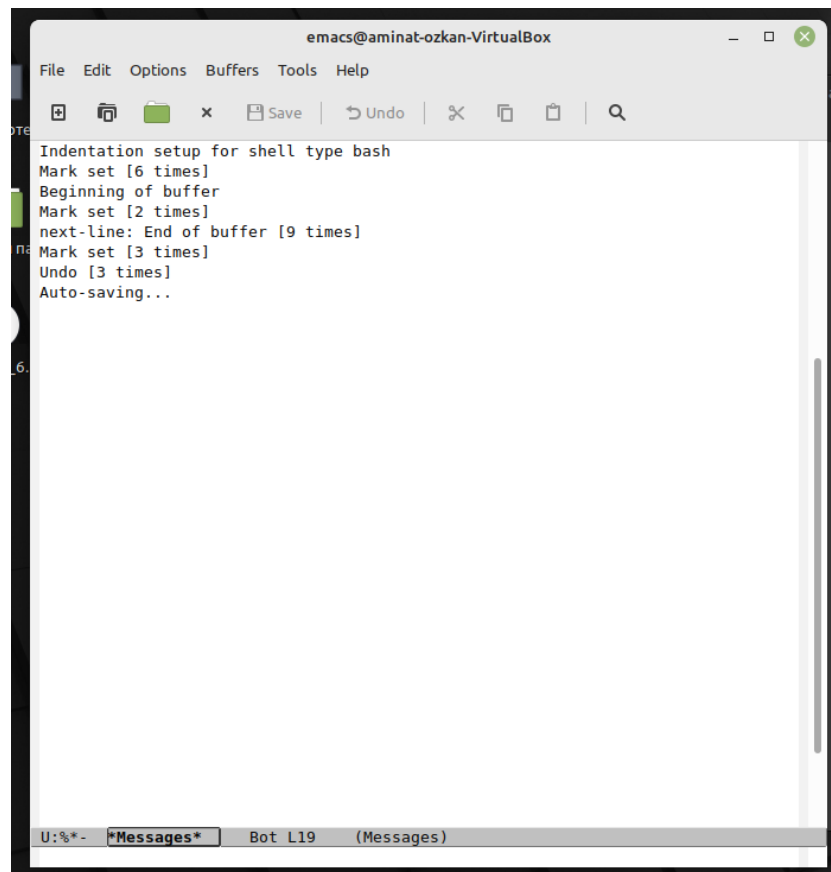 emacs@aminat-ozkan-VirtualBox
File Edit Options Buffers Tools Help
Save Undo
Indentation setup for shell type bash
Mark set [6 times]
Beginning of buffer
Mark set [2 times]
next-line: End of buffer [9 times]
Mark set [3 times]
Undo [3 times]
Auto-saving...
_6.
U:%*- *Messages* Bot L19 (Messages)